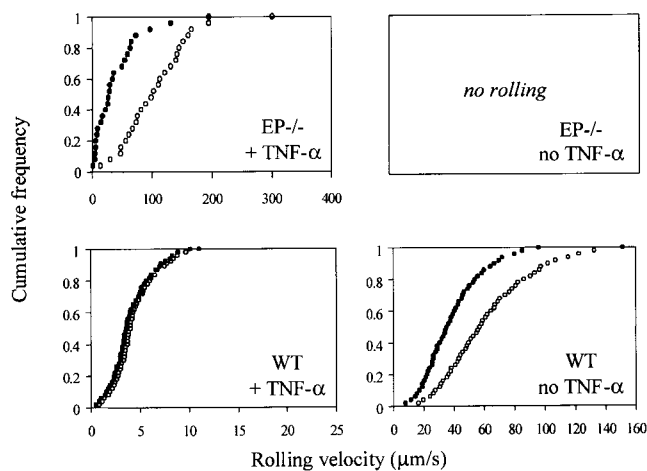 Cumulative frequency
1
0.8
0.6
0.4
0.2
0
0 100 200 300 400
EP-/-
+ TNF-α
no rolling
EP-/-
no TNF-α
1
0.8
0.6
0.4
0.2
0
0 5 10 15 20 25
WT
+ TNF-α
1
0.8
0.6
0.4
0.2
0
0 20 40 60 80 100 120 140 160
WT
no TNF-α
Rolling velocity (μm/s)